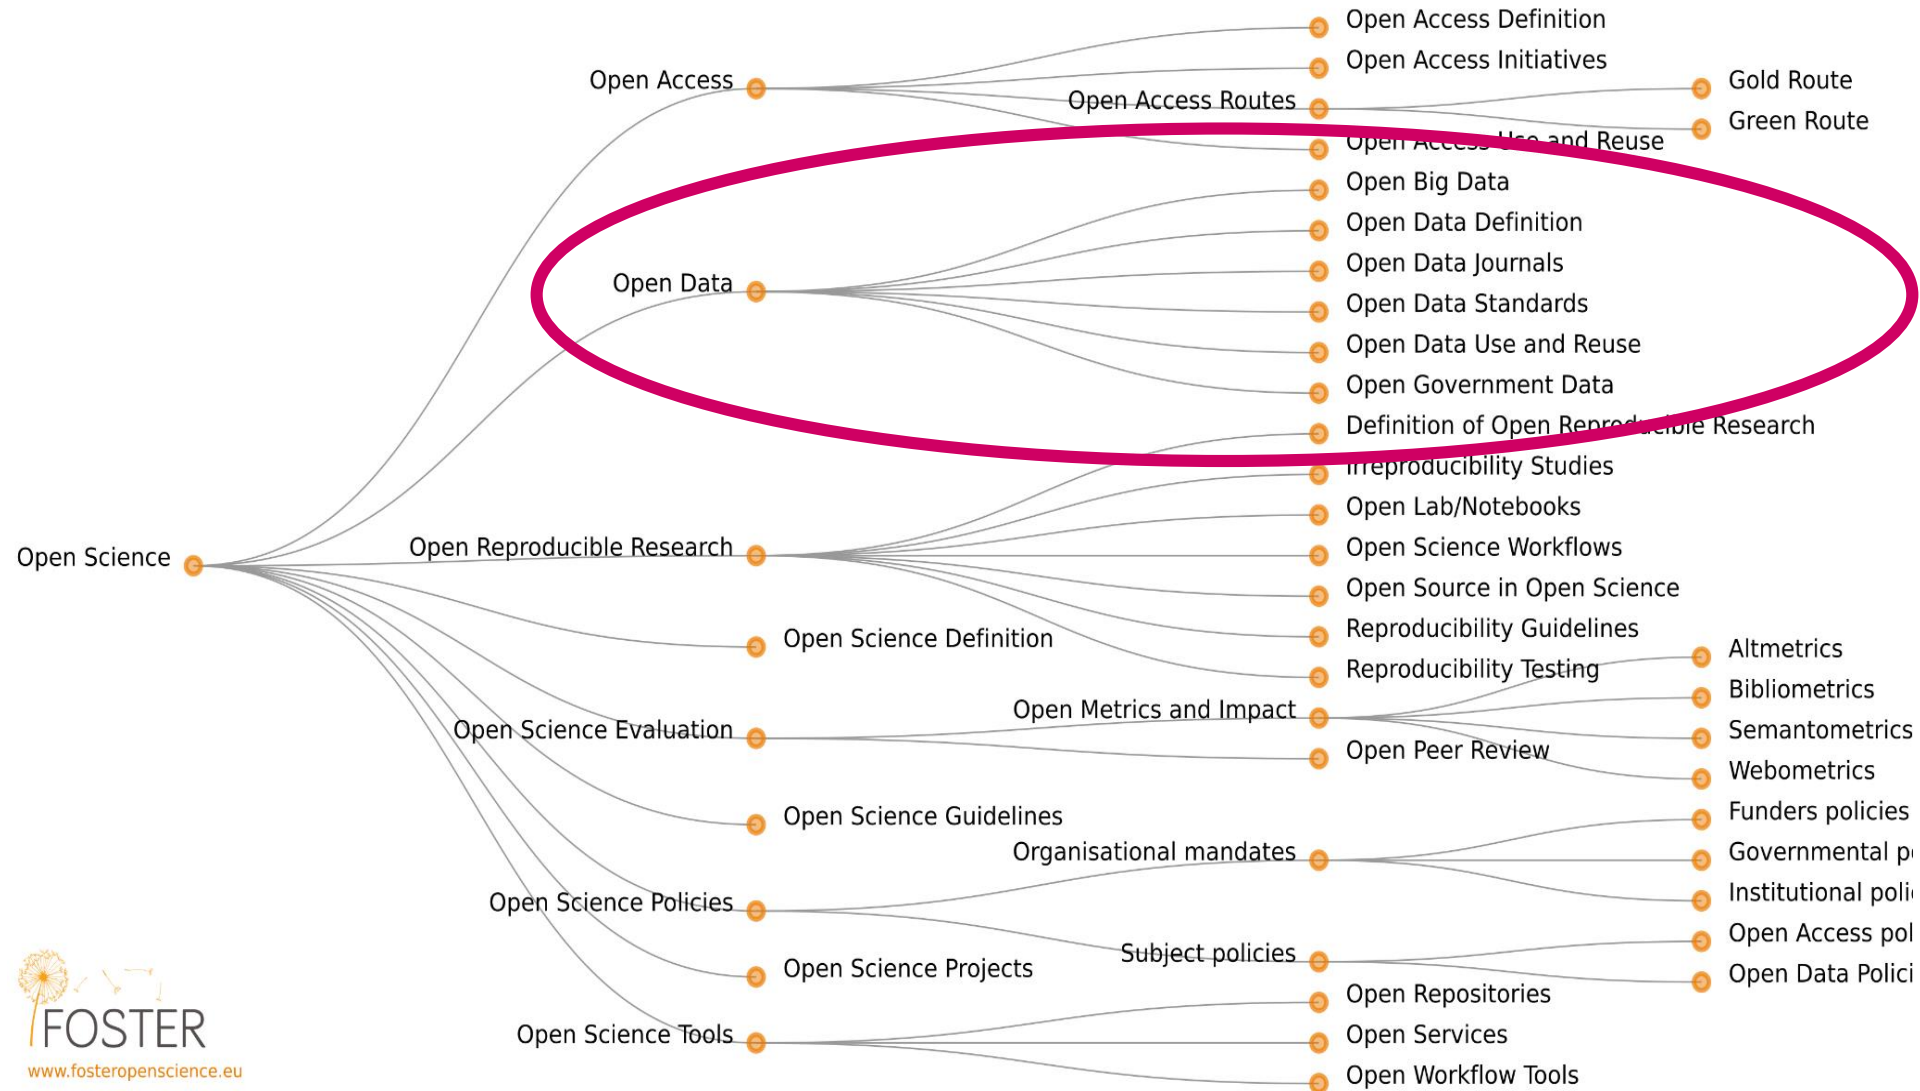 Open Science
Open Access
Open Access Definition
Open Access Initiatives
Open Access Routes
Gold Route
Green Route
Open Access Use and Reuse
Open Data
Open Big Data
Open Data Definition
Open Data Journals
Open Data Standards
Open Data Use and Reuse
Open Government Data
Open Reproducible Research
Definition of Open Reproducible Research
Irreproducibility Studies
Open Lab/Notebooks
Open Science Workflows
Open Source in Open Science
Reproducibility Guidelines
Reproducibility Testing
Open Science Definition
Open Science Evaluation
Open Metrics and Impact
Altmetrics
Bibliometrics
Semantometrics
Webometrics
Open Peer Review
Open Science Guidelines
Open Science Policies
Organisational mandates
Funders policies
Governmental
Institutional
Subject policies
Open Access
Open Data
Open Science Projects
Open Science Tools
Open Repositories
Open Services
Open Workflow Tools
FOSTER
www.fosteropenscience.eu